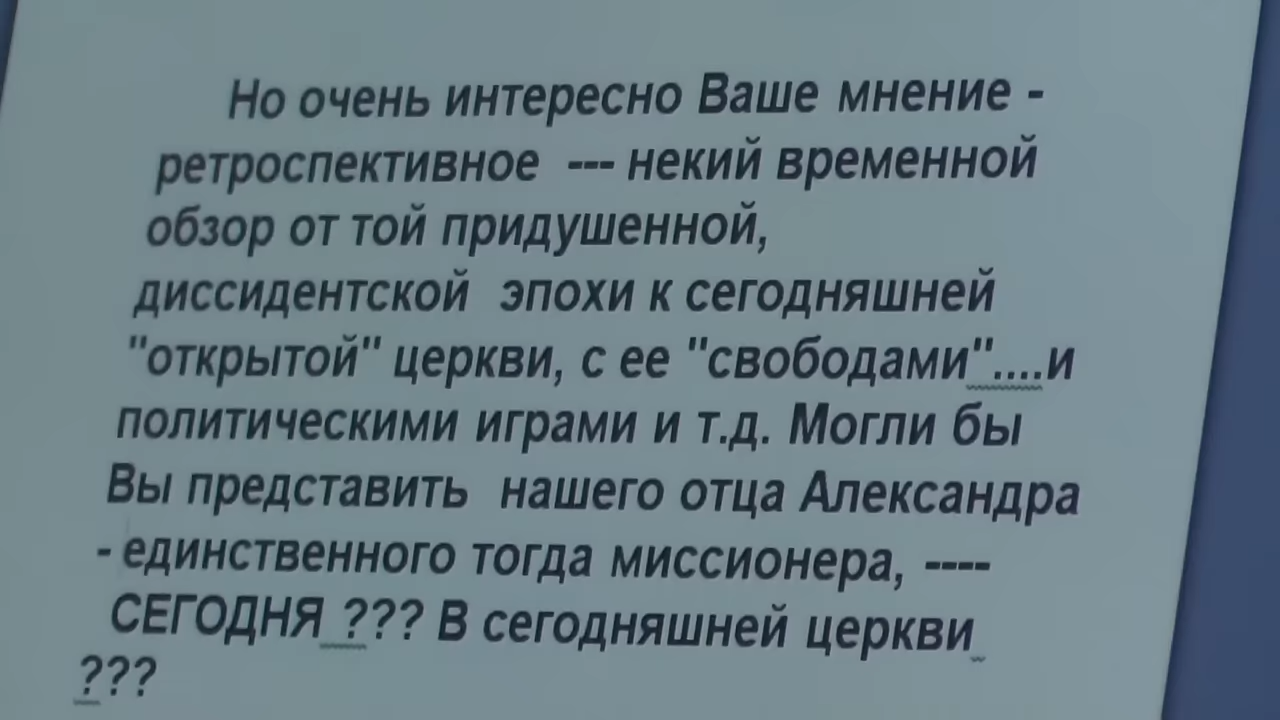 Но очень интересно Ваше мнение -
ретроспективное --- некий временной
обзор от той придушенной,
диссидентской эпохи к сегодняшней
"открытой" церкви, с ее "свободами"....и
политическими играми и т.д. Могли бы
Вы представить нашего отца Александра
- единственного тогда миссионера, ----
СЕГОДНЯ ??? В сегодняшней церкви
???